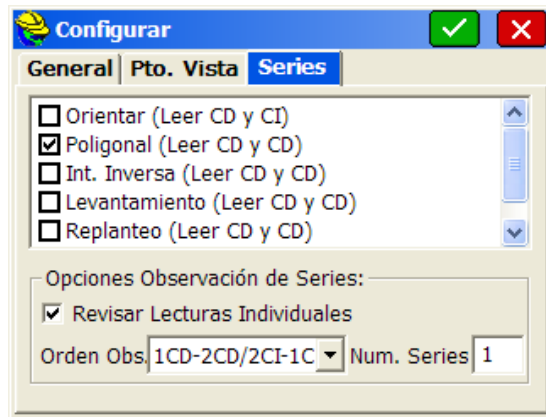 Configurar
General Pto. Vista Series
Orientar (Leer CD y CI)
Poligonal (Leer CD y CD)
Int. Inversa (Leer CD y CD)
Levantamiento (Leer CD y CD)
Replanteo (Leer CD y CD)
Opciones Observación de Series:
Revisar Lecturas Individuales
Orden Obs. 1CD-2CD/2CI-1C Num. Series 1